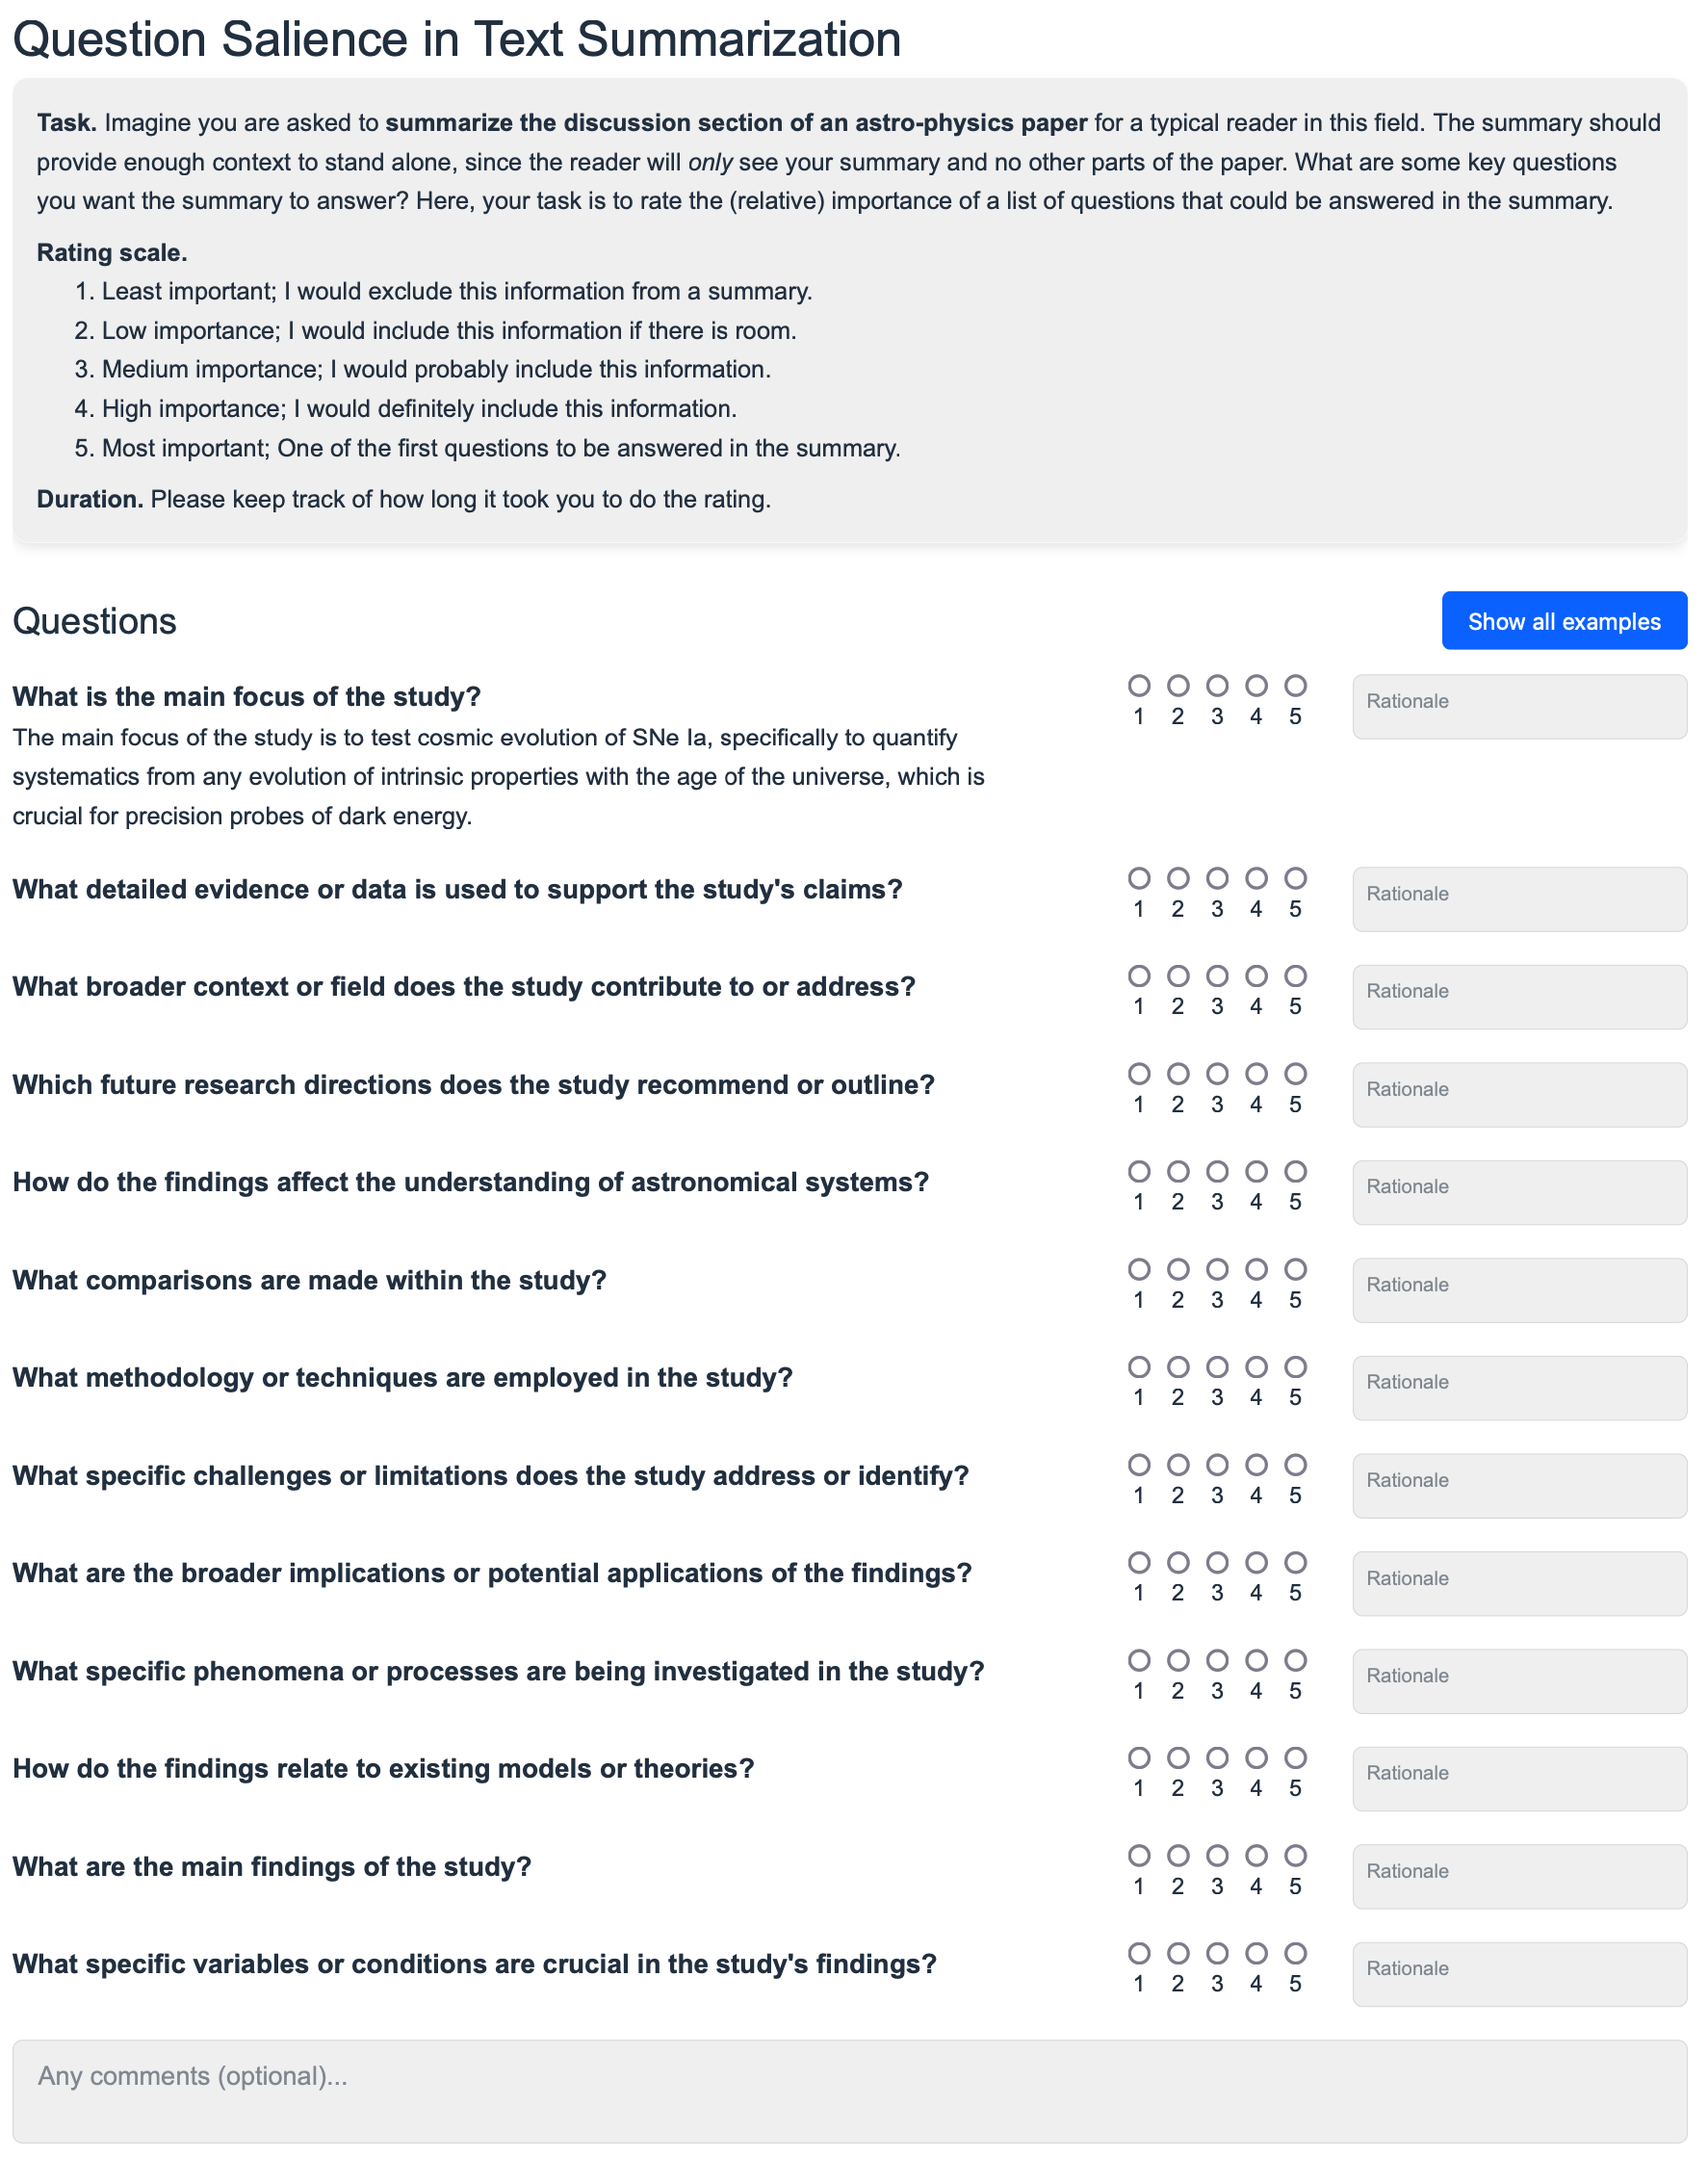 Question Salience in Text Summarization
Task. Imagine you are asked to summarize the discussion section of an astro-physics paper for a typical reader in this field. The summary should
provide enough context to stand alone, since the reader will only see your summary and no other parts of the paper. What are some key questions
you want the summary to answer? Here, your task is to rate the (relative) importance of a list of questions that could be answered in the summary.
Rating scale.
1. Least important; I would exclude this information from a summary.
2. Low importance; I would include this information if there is room.
3. Medium importance; I would probably include this information.
4. High importance; I would definitely include this information.
5. Most important; One of the first questions to be answered in the summary.
Duration. Please keep track of how long it took you to do the rating.
Questions
Show all examples
What is the main focus of the study?
1 2 3 4 5
Rationale
The main focus of the study is to test cosmic evolution of SNe Ia, specifically to quantify
systematics from any evolution of intrinsic properties with the age of the universe, which is
crucial for precision probes of dark energy.
What detailed evidence or data is used to support the study's claims?
1 2 3 4 5
Rationale
What broader context or field does the study contribute to or address?
1 2 3 4 5
Rationale
Which future research directions does the study recommend or outline?
1 2 3 4 5
Rationale
How do the findings affect the understanding of astronomical systems?
1 2 3 4 5
Rationale
What comparisons are made within the study?
1 2 3 4 5
Rationale
What methodology or techniques are employed in the study?
1 2 3 4 5
Rationale
What specific challenges or limitations does the study address or identify?
1 2 3 4 5
Rationale
What are the broader implications or potential applications of the findings?
1 2 3 4 5
Rationale
What specific phenomena or processes are being investigated in the study?
1 2 3 4 5
Rationale
How do the findings relate to existing models or theories?
1 2 3 4 5
Rationale
What are the main findings of the study?
1 2 3 4 5
Rationale
What specific variables or conditions are crucial in the study's findings?
1 2 3 4 5
Rationale
Any comments (optional)...